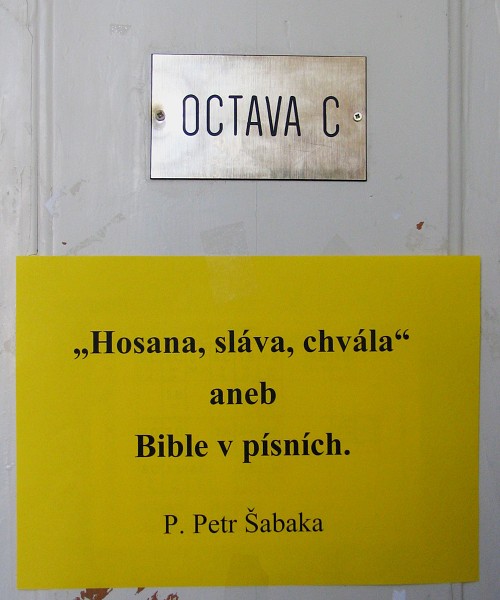 OCTAVA C
„Hosana, sláva, chvála“
aneb
Bible v písních.
P. Petr Šabaka